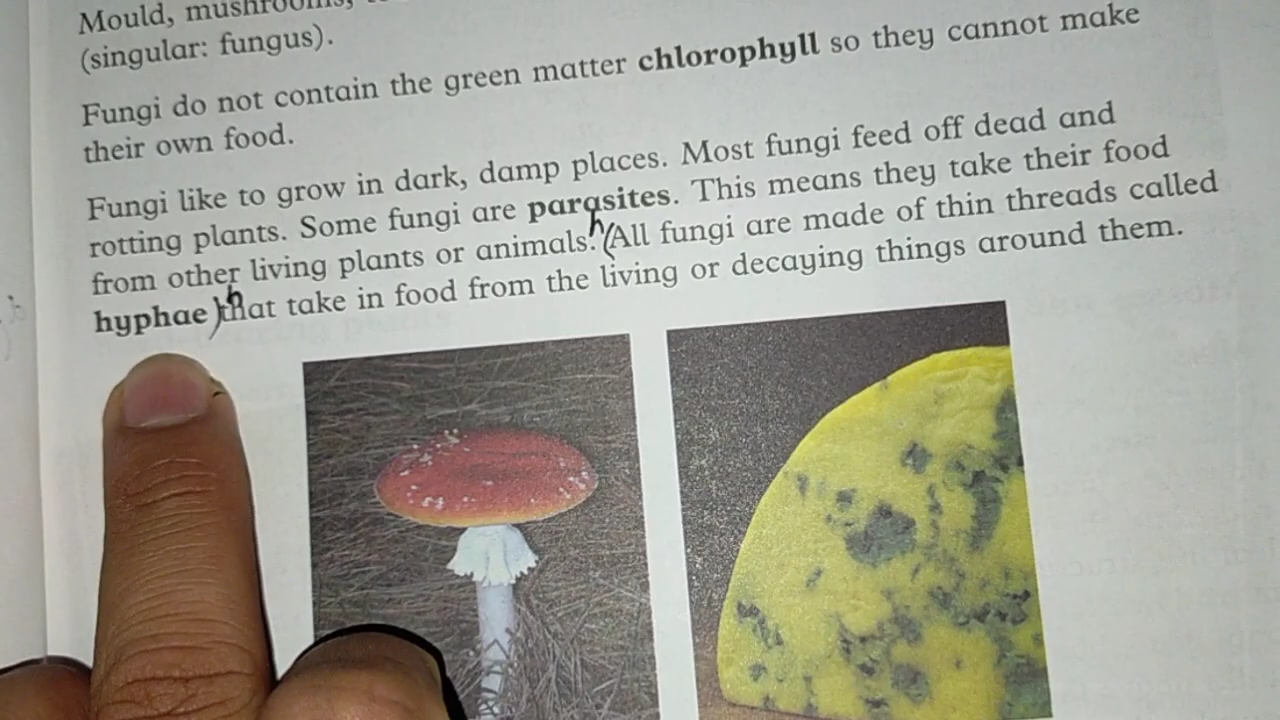 Mould, mushrooms,
(singular: fungus).
Fungi do not contain the green matter chlorophyll so they cannot make
their own food.
Fungi like to grow in dark, damp places. Most fungi feed off dead and
rotting plants. Some fungi are parasites. This means they take their food
from other living plants or animals. (All fungi are made of thin threads called
hyphae) that take in food from the living or decaying things around them.